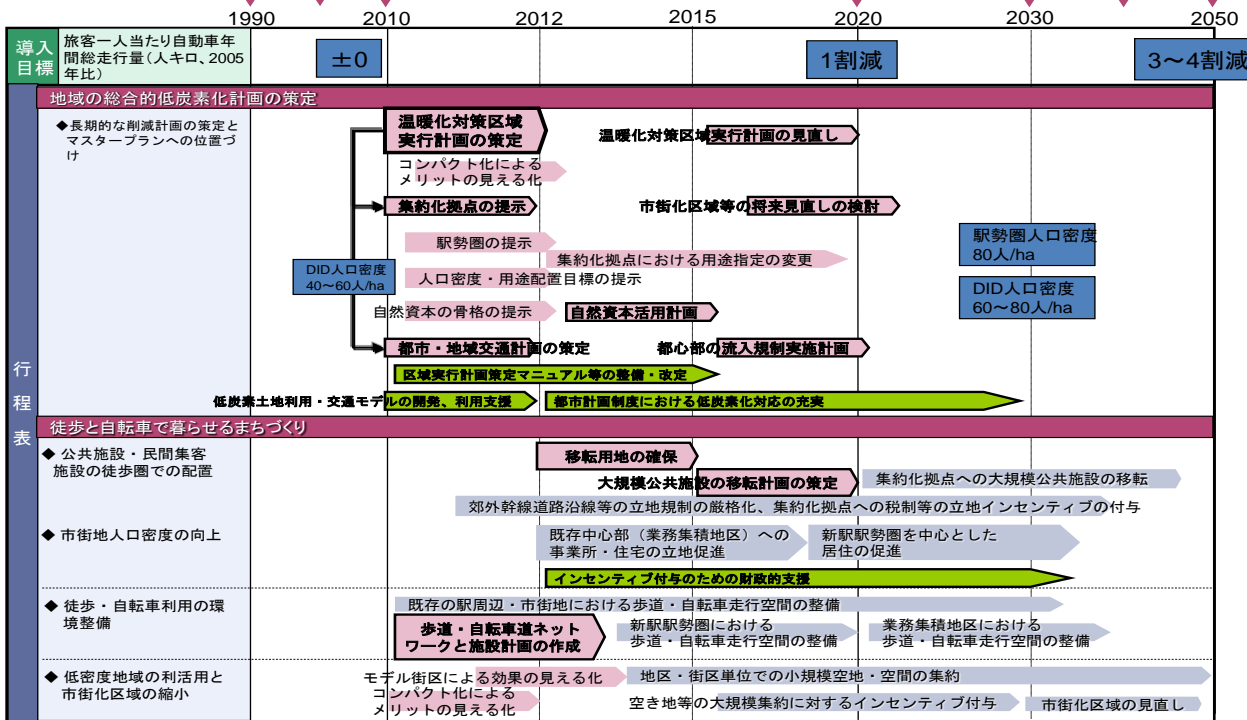 1990 2010 2012 2015 2020 2030 2050
導入
目標
旅客一人当たり自動車年
間総走行量(人キロ、2005
年比)
±0
1割減
3～4割減
行
程
表
地域の総合的低炭素化計画の策定
◆長期的な削減計画の策定と
マスタープランへの位置づ
け
温暖化対策区域
実行計画の策定
温暖化対策区域実行計画の見直し
コンパクト化による
メリットの見える化
集約化拠点の提示
市街化区域等の将来見直しの検討
駅勢圏の提示
集約化拠点における用途指定の変更
駅勢圏人口密度
80人/ha
DID人口密度
40～60人/ha
人口密度・用途配置目標の提示
DID人口密度
60～80人/ha
自然資本の骨格の提示
自然資本活用計画
都市・地域交通計画の策定
都心部の流入規制実施計画
区域実行計画策定マニュアル等の整備・改定
低炭素土地利用・交通モデルの開発、利用支援
都市計画制度における低炭素化対応の充実
徒歩と自転車で暮らせるまちづくり
◆ 公共施設・民間集客
施設の徒歩圏での配置
移転用地の確保
大規模公共施設の移転計画の策定
集約化拠点への大規模公共施設の移転
郊外幹線道路沿線等の立地規制の厳格化、集約化拠点への税制等の立地インセンティブの付与
◆ 市街地人口密度の向上
既存中心部（業務集積地区）への
事業所・住宅の立地促進
新駅駅勢圏を中心とした
居住の促進
インセンティブ付与のための財政的支援
◆ 徒歩・自転車利用の環
境整備
既存の駅周辺・市街地における歩道・自転車走行空間の整備
歩道・自転車道ネット
ワークと施設計画の作成
新駅駅勢圏における
歩道・自転車走行空間の整備
業務集積地区における
歩道・自転車走行空間の整備
◆ 低密度地域の利活用と
市街化区域の縮小
モデル街区による効果の見える化
地区・街区単位での小規模空地・空間の集約
コンパクト化による
メリットの見える化
空き地等の大規模集約に対するインセンティブ付与
市街化区域の見直し